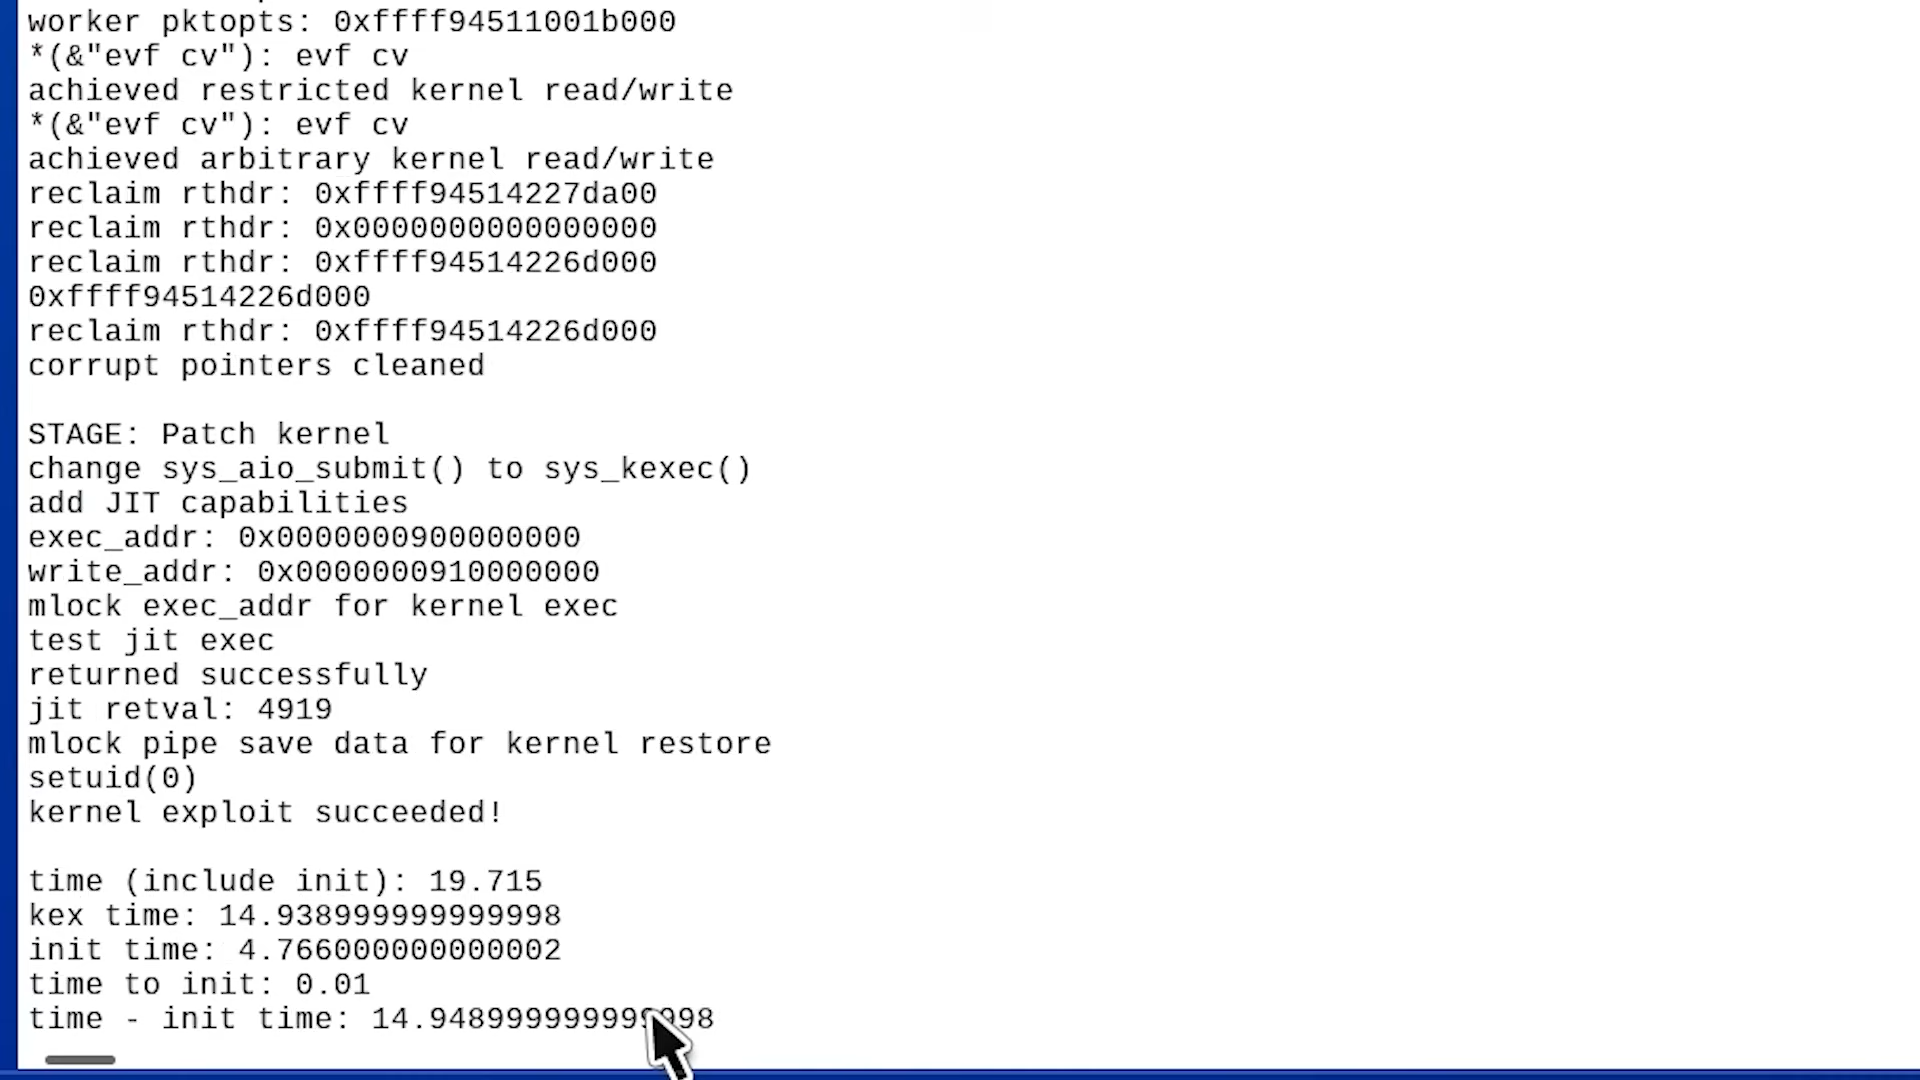 worker pktopts: 0xffff94511001b000
*(&"evf cv"): evf cv
achieved restricted kernel read/write
*(&"evf cv"): evf cv
achieved arbitrary kernel read/write
reclaim rthdr: 0xffff94514227da00
reclaim rthdr: 0x0000000000000000
reclaim rthdr: 0xffff94514226d000
0xffff94514226d000
reclaim rthdr: 0xffff94514226d000
corrupt pointers cleaned
STAGE: Patch kernel
change sys_aio_submit() to sys_kexec()
add JIT capabilities
exec_addr: 0x0000000900000000
write_addr: 0x0000000910000000
mlock exec_addr for kernel exec
test jit exec
returned successfully
jit retval: 4919
mlock pipe save data for kernel restore
setuid(0)
kernel exploit succeeded!
time (include init): 19.715
kex time: 14.938999999999998
init time: 4.766000000000002
time to init: 0.01
time - init time: 14.948999999999998